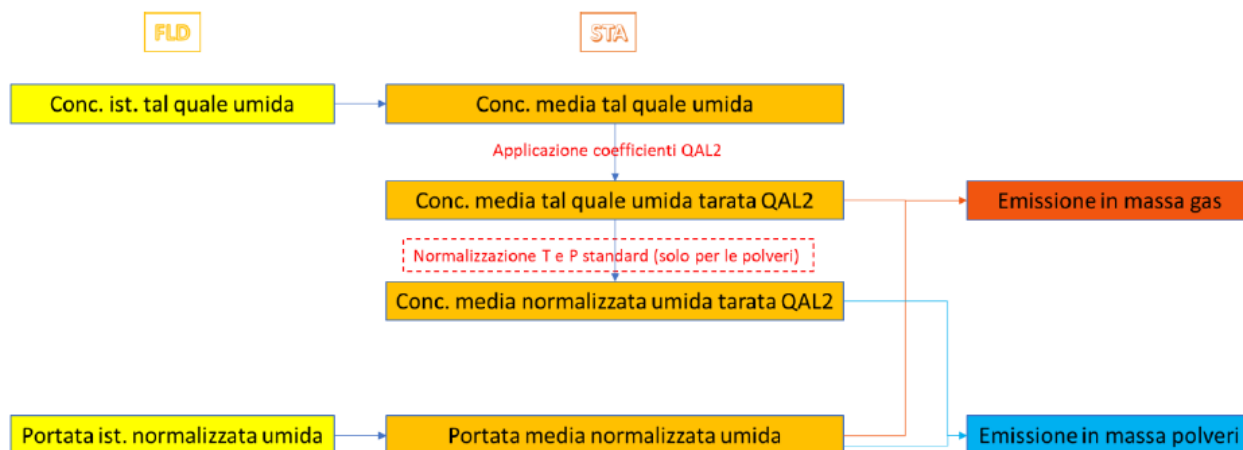 FLD
STA
Conc. ist. tal quale umida
Conc. media tal quale umida
Applicazione coefficienti QAL2
Conc. media tal quale umida tarata QAL2
Emissione in massa gas
Normalizzazione T e P standard (solo per le polveri)
Conc. media normalizzata umida tarata QAL2
Portata ist. normalizzata umida
Portata media normalizzata umida
Emissione in massa polveri